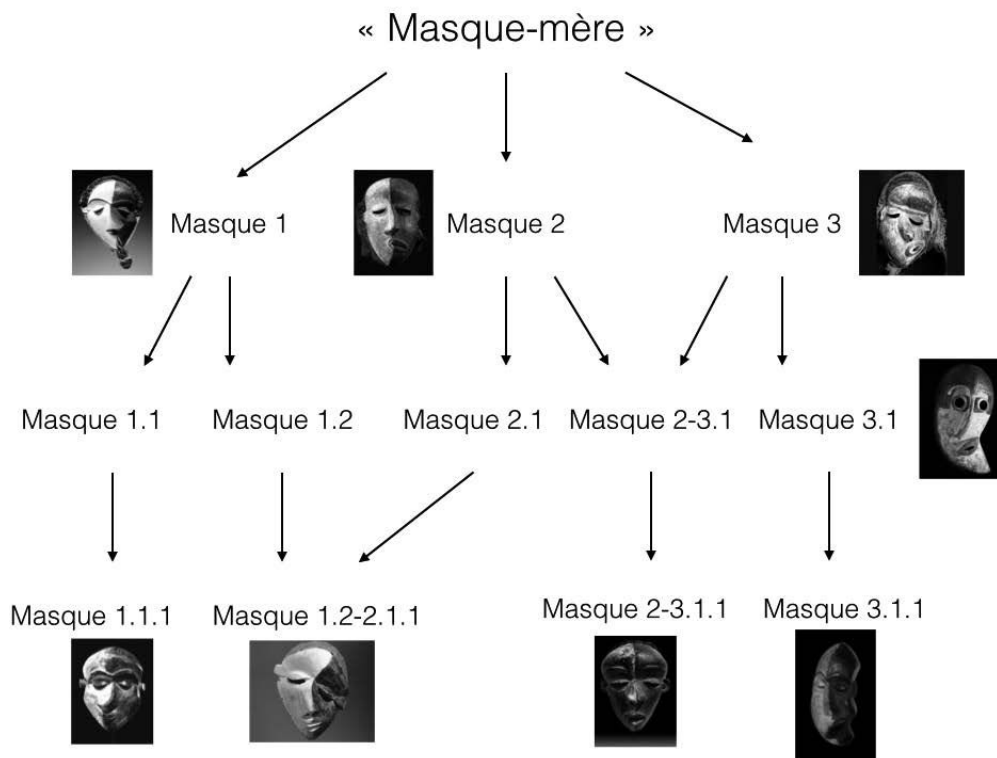 « Masque-mère »
Masque 1
Masque 2
Masque 3
Masque 1.1
Masque 1.2
Masque 2.1
Masque 2-3.1
Masque 3.1
Masque 1.1.1
Masque 1.2-2.1.1
Masque 2-3.1.1
Masque 3.1.1